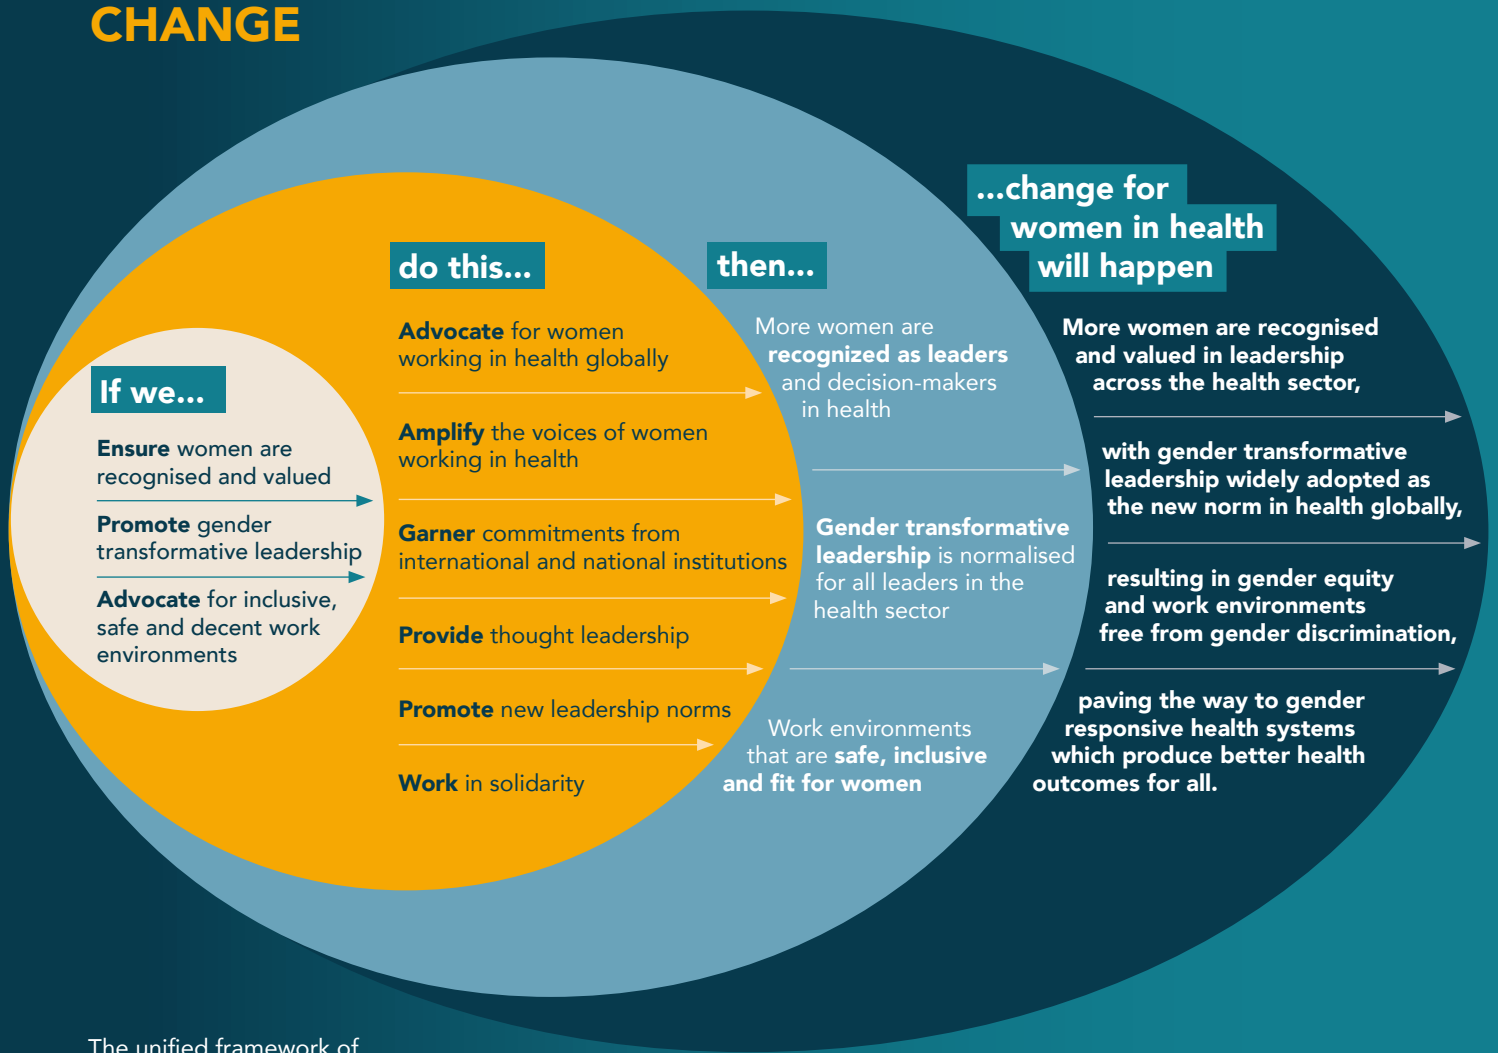 CHANGE
If we...
Ensure women are
recognised and valued
Promote gender
transformative leadership
Advocate for inclusive,
safe and decent work
environments
do this...
Advocate for women
working in health globally
Amplify the voices of women
working in health
Garner commitments from
international and national institutions
Provide thought leadership
Promote new leadership norms
Work in solidarity
then...
More women are
recognized as leaders
and decision-makers
in health
Gender transformative
leadership is normalised
for all leaders in the
health sector
Work environments
that are safe, inclusive
and fit for women
...change for
women in health
will happen
More women are recognised
and valued in leadership
across the health sector,
with gender transformative
leadership widely adopted as
the new norm in health globally,
resulting in gender equity
and work environments
free from gender discrimination,
paving the way to gender
responsive health systems
which produce better health
outcomes for all.
The unified framework of